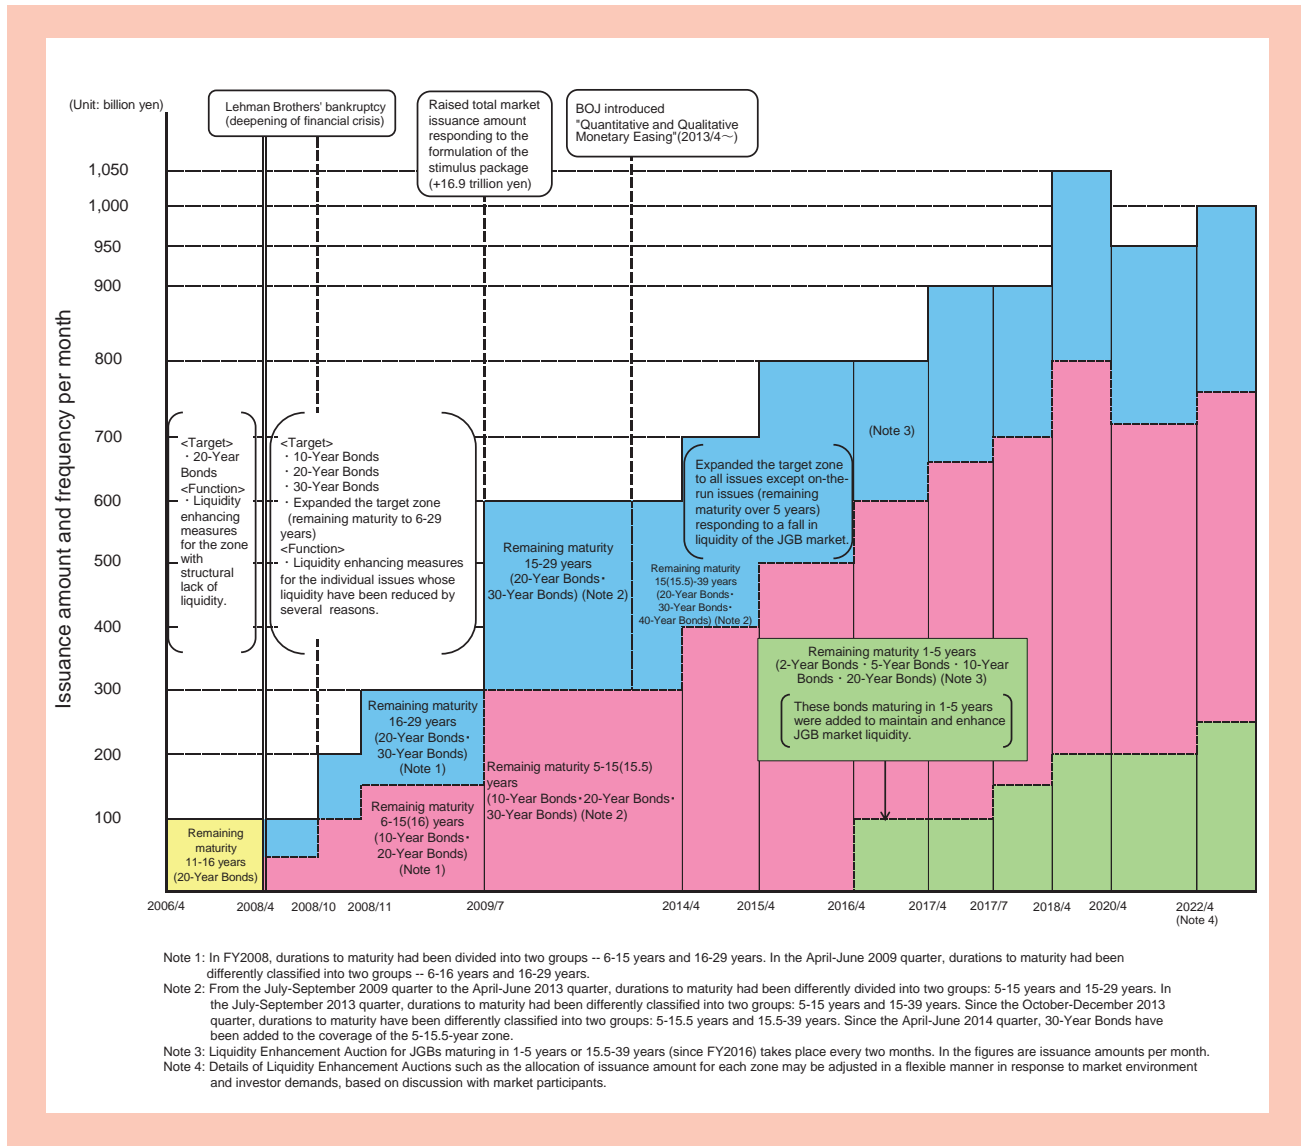 (Unit: billion yen)
Lehman Brothers' bankruptcy
(deepening of financial crisis)
Raised total market
issuance amount
responding to the
formulation of the
stimulus package
(+16.9 trillion yen)
BOJ introduced
"Quantitative and Qualitative
Monetary Easing"(2013/4～)
Issuance amount and frequency per month
1,050
1,000
950
900
800
700
600
500
400
300
200
100
<Target>
・20-Year
Bonds
<Function>
・Liquidity
enhancing
measures
for the zone
with
structural
lack of
liquidity.
<Target>
・10-Year Bonds
・20-Year Bonds
・30-Year Bonds
・Expanded the target zone
(remaining maturity to 6-29
years)
<Function>
・Liquidity enhancing measures
for the individual issues whose
liquidity have been reduced by
several reasons.
Remaining
maturity
11-16 years
(20-Year Bonds)
Remaining maturity
16-29 years
(20-Year Bonds・
30-Year Bonds)
(Note 1)
Remainig maturity
6-15(16) years
(10-Year Bonds・
20-Year Bonds)
(Note 1)
Remaining maturity
15-29 years
(20-Year Bonds・
30-Year Bonds) (Note 2)
Remainig maturity 5-15(15.5)
years
(10-Year Bonds・20-Year Bonds・
30-Year Bonds) (Note 2)
Remaining maturity
15(15.5)-39 years
(20-Year Bonds・
30-Year Bonds・
40-Year Bonds) (Note 2)
Expanded the target zone
to all issues except on-the-
run issues (remaining
maturity over 5 years)
responding to a fall in
liquidity of the JGB market.
(Note 3)
Remaining maturity 1-5 years
(2-Year Bonds・5-Year Bonds・10-Year
Bonds・20-Year Bonds) (Note 3)
These bonds maturing in 1-5 years
were added to maintain and enhance
JGB market liquidity.
2006/4
2008/4
2008/10
2008/11
2009/7
2014/4
2015/4
2016/4
2017/4
2017/7
2018/4
2020/4
2022/4
(Note 4)
Note 1: In FY2008, durations to maturity had been divided into two groups -- 6-15 years and 16-29 years. In the April-June 2009 quarter, durations to maturity had been
differently classified into two groups -- 6-16 years and 16-29 years.
Note 2: From the July-September 2009 quarter to the April-June 2013 quarter, durations to maturity had been differently divided into two groups: 5-15 years and 15-29 years. In
the July-September 2013 quarter, durations to maturity had been differently classified into two groups: 5-15 years and 15-39 years. Since the October-December 2013
quarter, durations to maturity have been differently classified into two groups: 5-15.5 years and 15.5-39 years. Since the April-June 2014 quarter, 30-Year Bonds have
been added to the coverage of the 5-15.5-year zone.
Note 3: Liquidity Enhancement Auction for JGBs maturing in 1-5 years or 15.5-39 years (since FY2016) takes place every two months. In the figures are issuance amounts per month.
Note 4: Details of Liquidity Enhancement Auctions such as the allocation of issuance amount for each zone may be adjusted in a flexible manner in response to market environment
and investor demands, based on discussion with market participants.